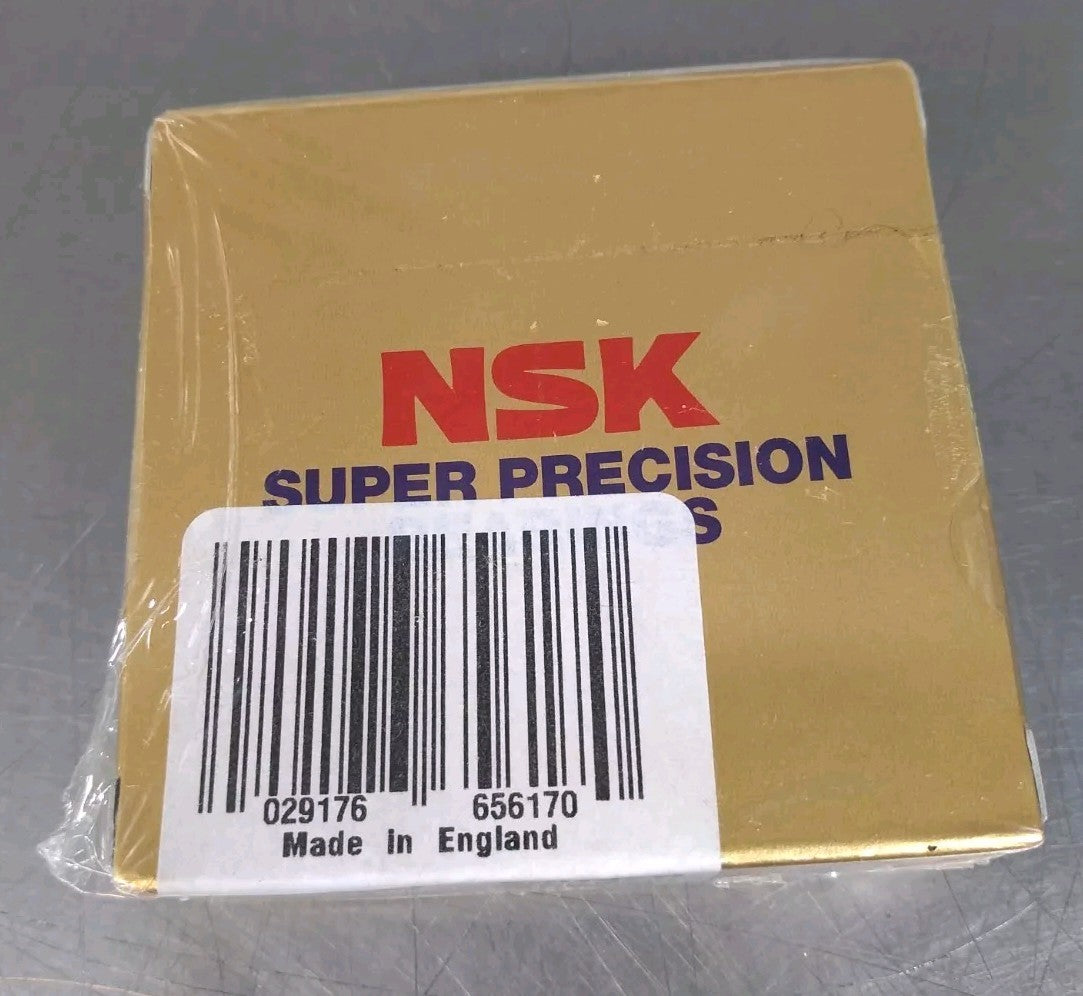 NSK
SUPER PRECISION
029176 656170
Made in England